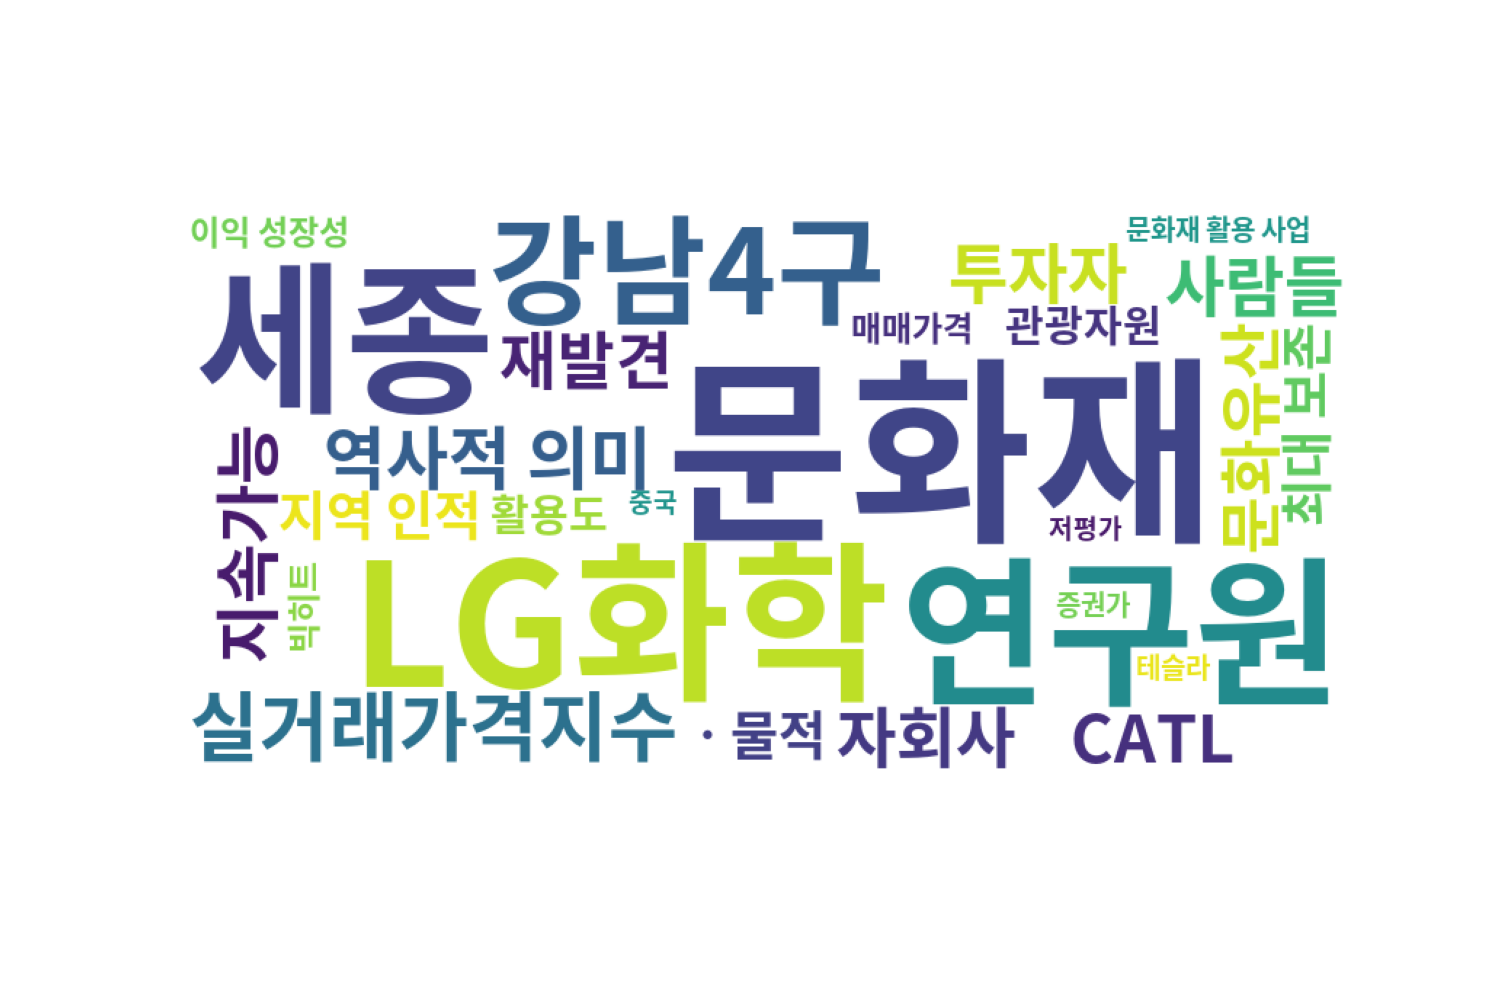 이익 성장성
강남4구
문화재 활용 사업
투자자
사람들
세종
재발견
매매가격
관광자원
문화유산
최대 보존
문화재
역사적 의미
지속가능
지역 인적
활용도
중국
저평가
빅히트
LG화학
연구원
증권가
테슬라
실거래가격지수
· 물적
자회사
CATL